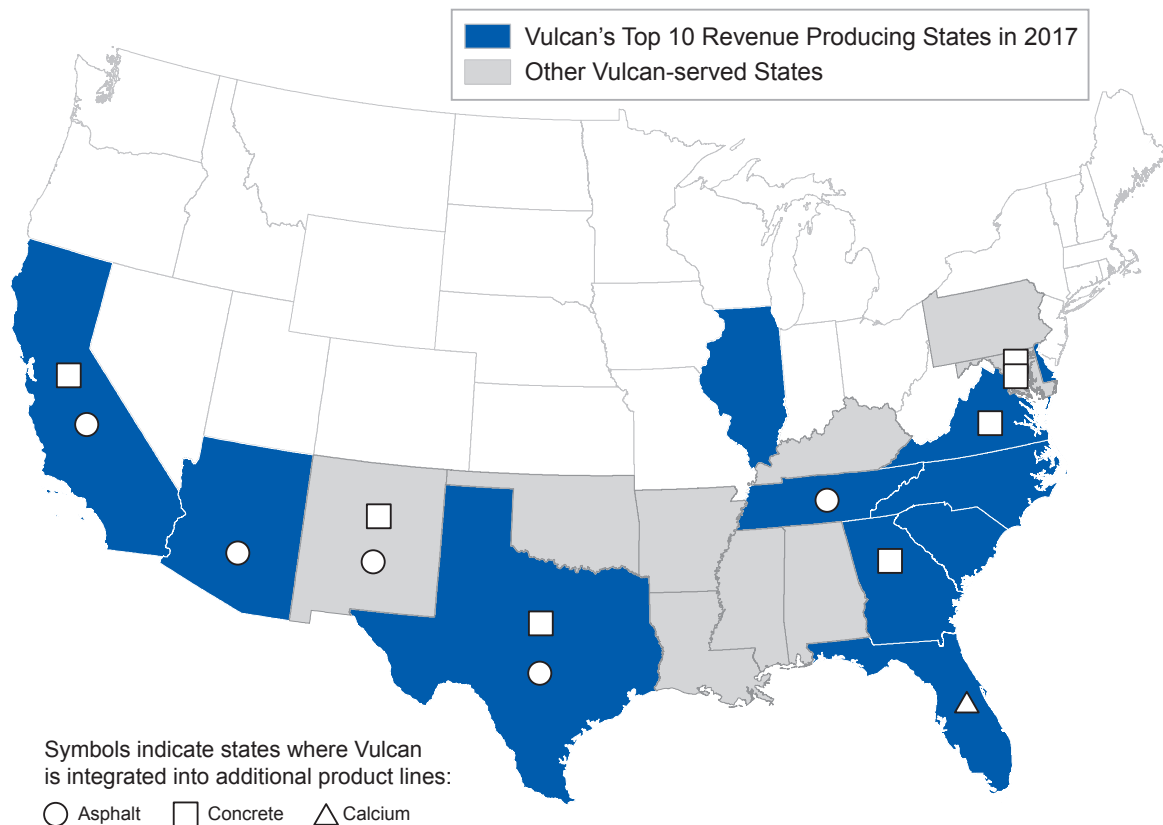 Vulcan's Top 10 Revenue Producing States in 2017
Other Vulcan-served States
Symbols indicate states where Vulcan
is integrated into additional product lines:
Asphalt Concrete Calcium